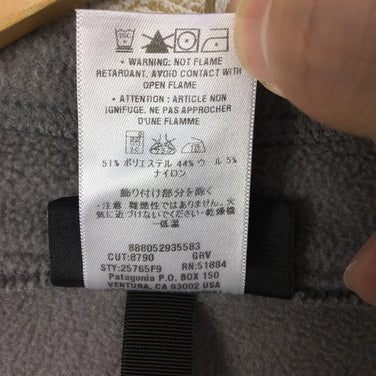 • WARNING: NOT FLAME
RETARDANT. AVOID CONTACT WITH
OPEN FLAME
• ATTENTION: ARTICLE NON
IGNIFUGE. NE PAS APPROCHER
D'UNE FLAMME
51% ポリエステル 44% ウール 5%
ナイロン
飾り付け部分を除く
・注意：難燃性ではありません。火
気に近づけないでください・乾燥機
ー低温
888052935583
CUT:8790 GRV
STY:25765F9 RN:51884
Patagonia P.O. BOX 150
VENTURA, CA 93002 USA